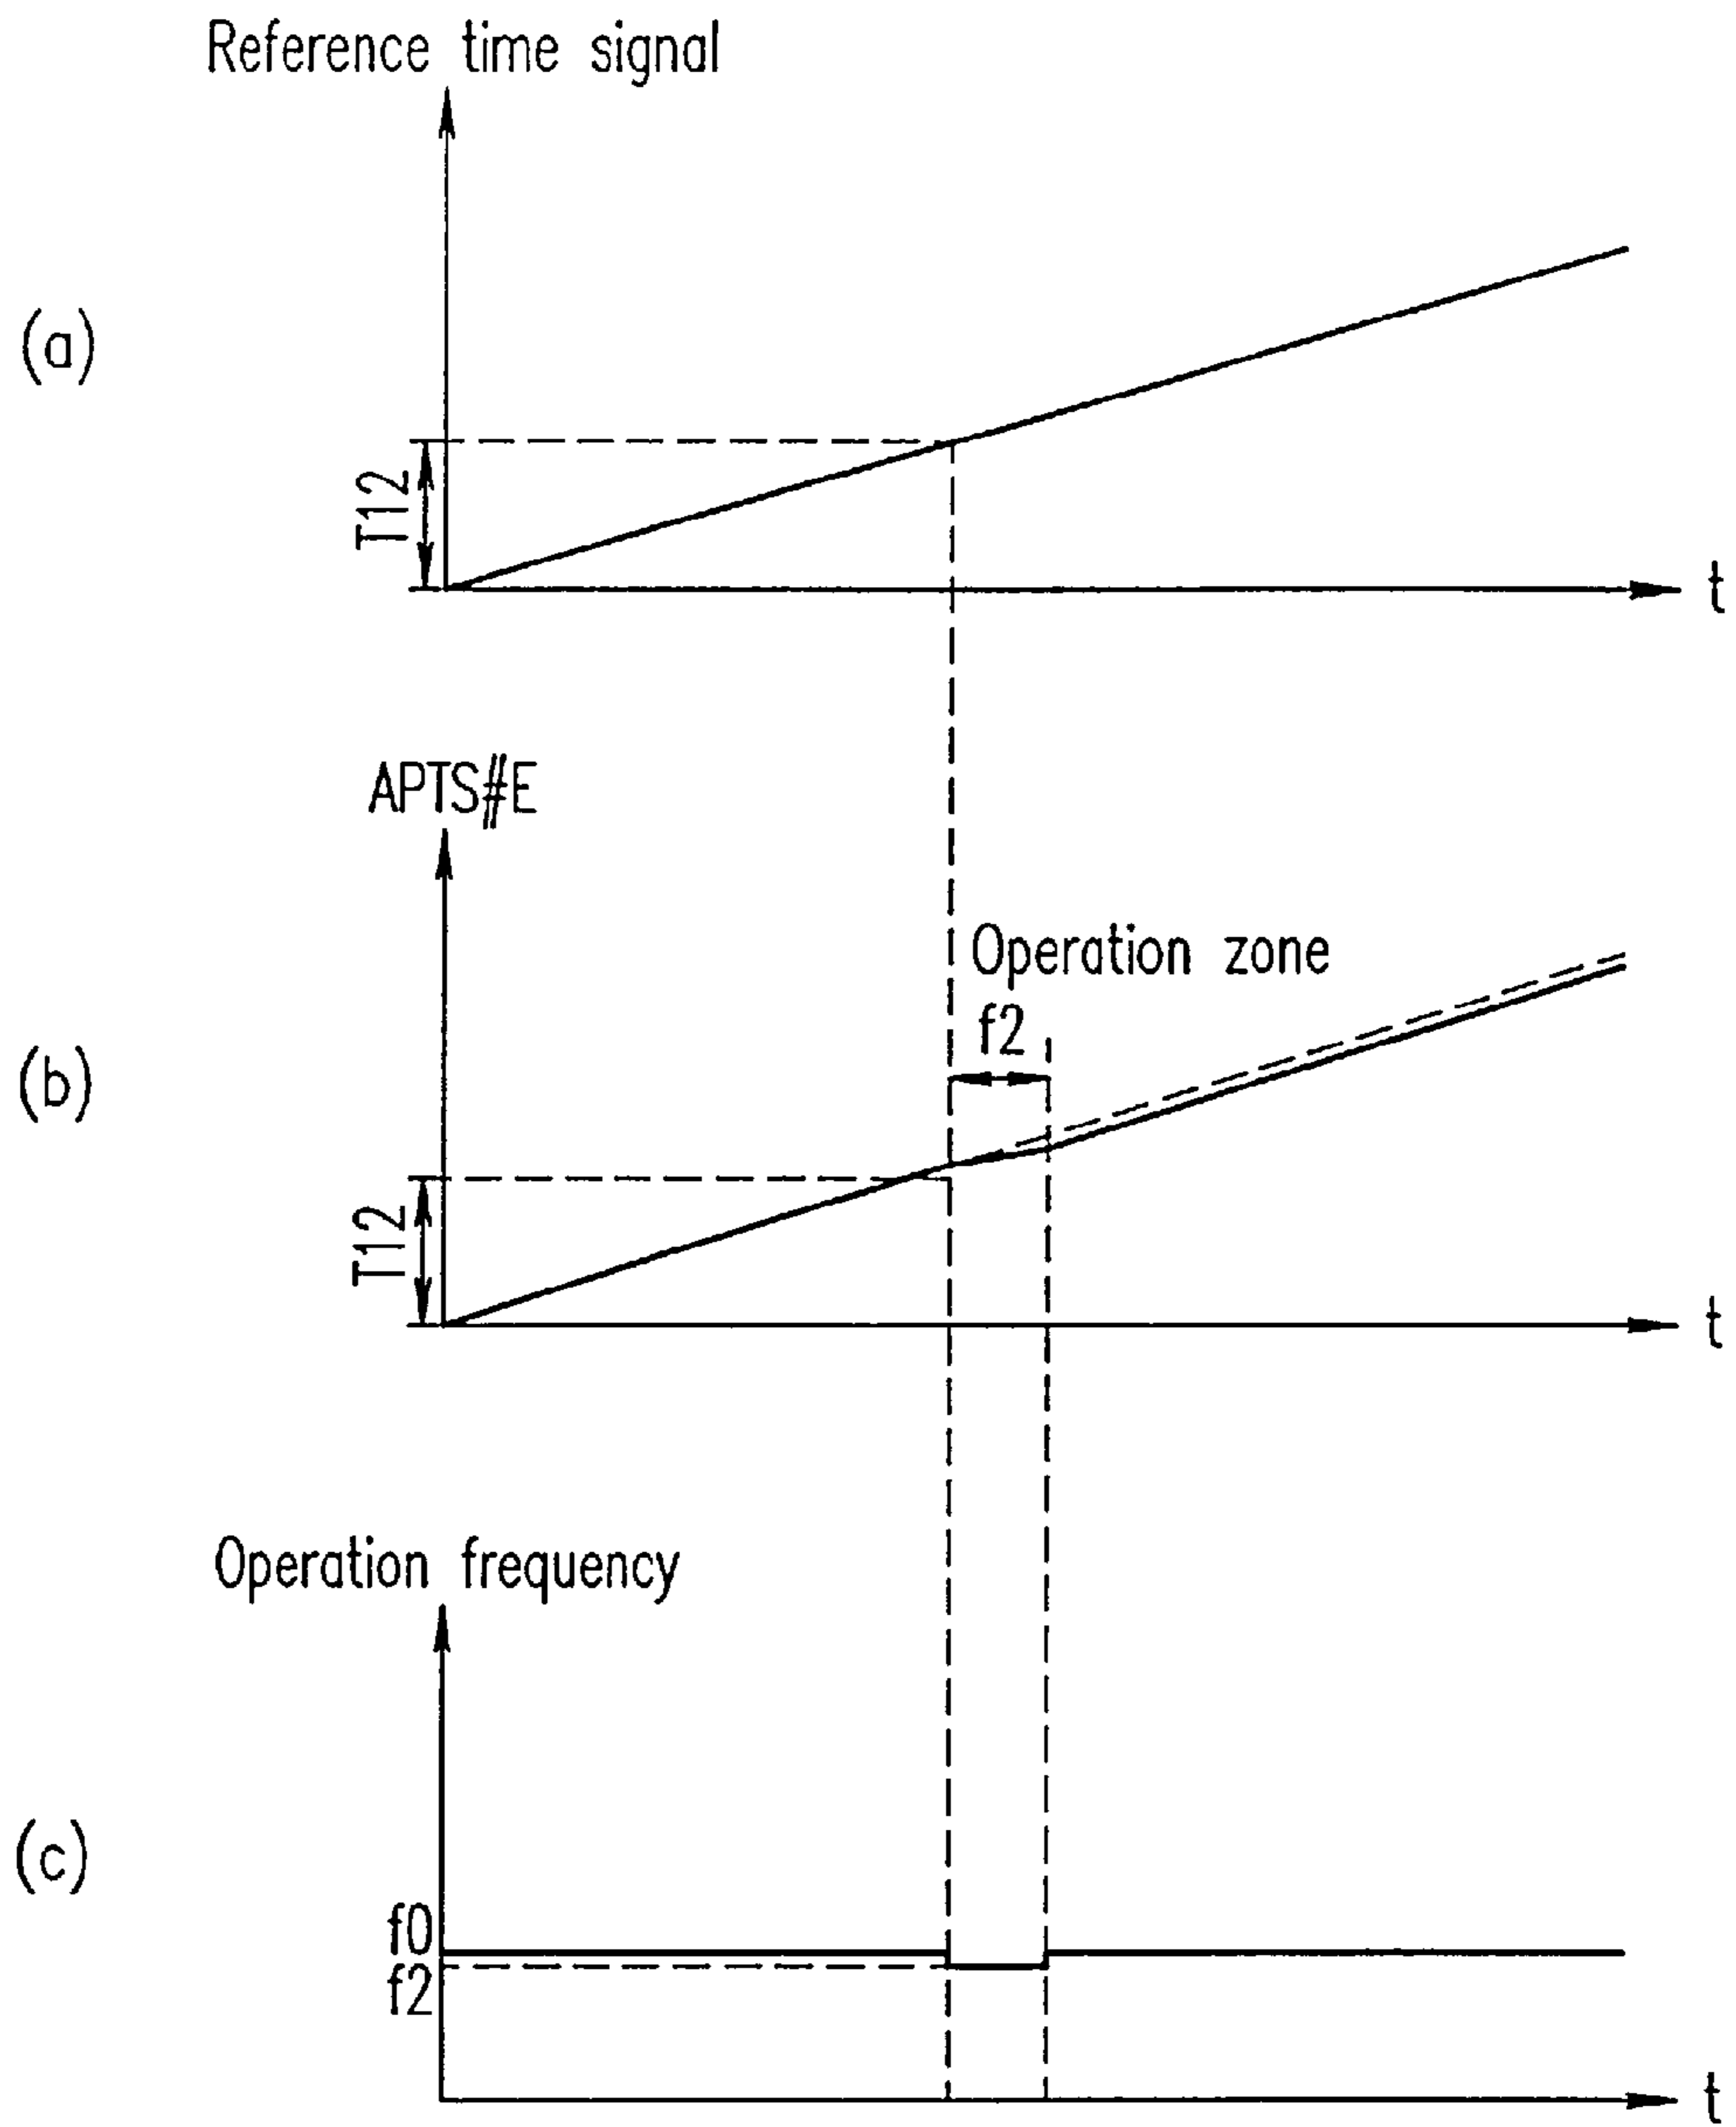 Reference time signal
(a)
T12
t
APTS#E
Operation zone
f2
(b)
T12
t
Operation frequency
(c)
f0
f2
t